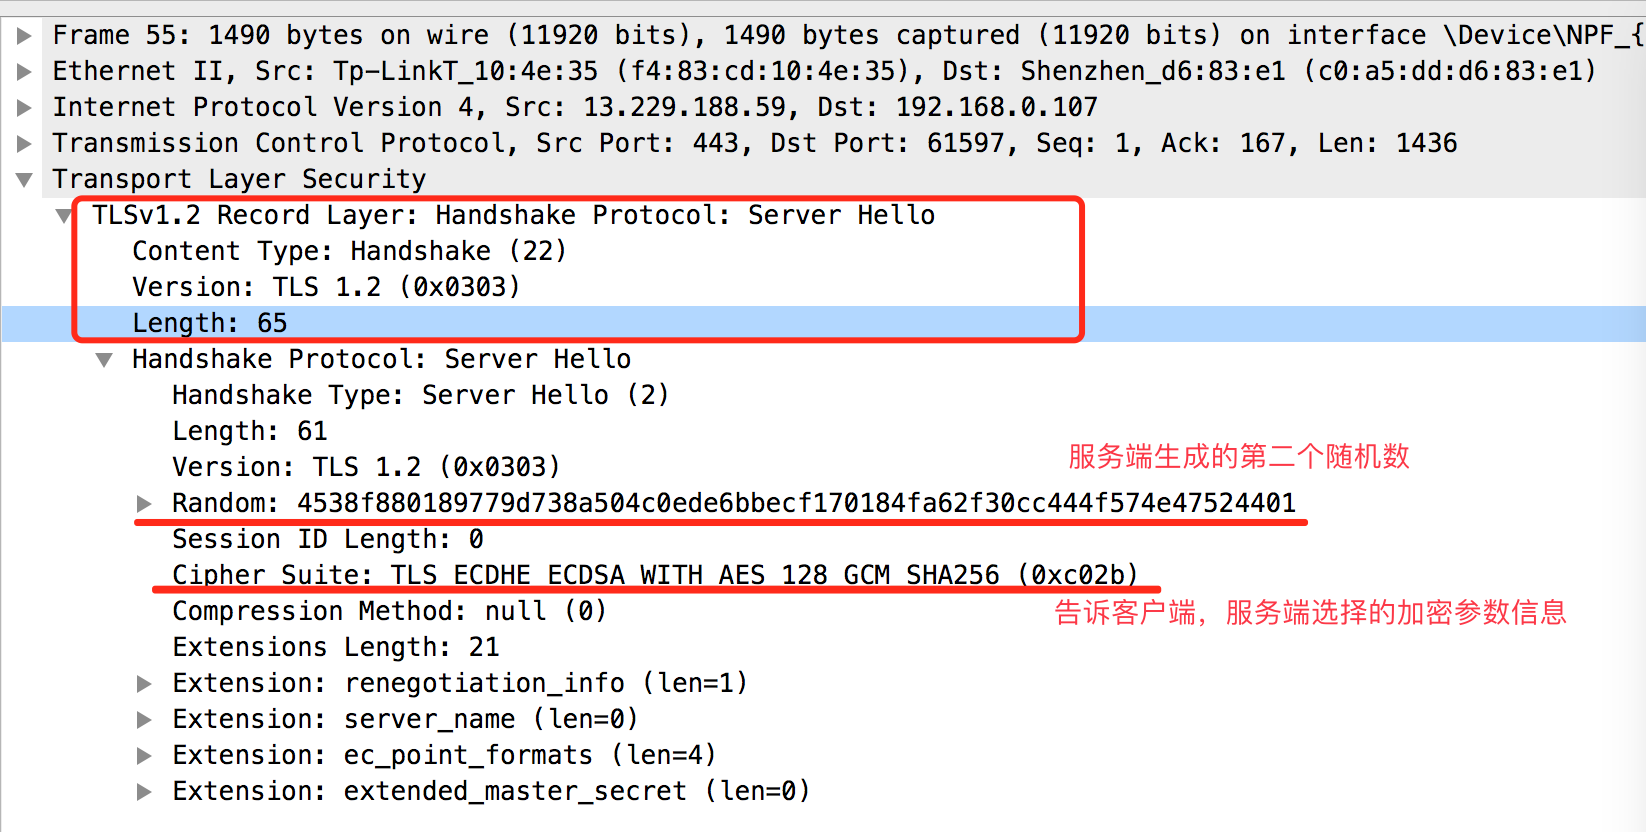 Frame 55: 1490 bytes on wire (11920 bits), 1490 bytes captured (11920 bits) on interface \Device\NPF_{
Ethernet II, Src: Tp-LinkT_10:4e:35 (f4:83:cd:10:4e:35), Dst: Shenzhen_d6:83:e1 (c0:a5:dd:d6:83:e1)
Internet Protocol Version 4, Src: 13.229.188.59, Dst: 192.168.0.107
Transmission Control Protocol, Src Port: 443, Dst Port: 61597, Seq: 1, Ack: 167, Len: 1436
Transport Layer Security
TLSv1.2 Record Layer: Handshake Protocol: Server Hello
Content Type: Handshake (22)
Version: TLS 1.2 (0x0303)
Length: 65
Handshake Protocol: Server Hello
Handshake Type: Server Hello (2)
Length: 61
服务端生成的第二个随机数
Version: TLS 1.2 (0x0303)
Random: 4538f880189779d738a504c0ede6bbecf170184fa62f30cc444f574e47524401
Session ID Length: 0
Cipher Suite: TLS_ECDHE_ECDSA_WITH_AES_128_GCM_SHA256 (0xc02b)
Compression Method: null (0)
告诉客户端，服务端选择的加密参数信息
Extensions Length: 21
Extension: renegotiation_info (len=1)
Extension: server_name (len=0)
Extension: ec_point_formats (len=4)
Extension: extended_master_secret (len=0)